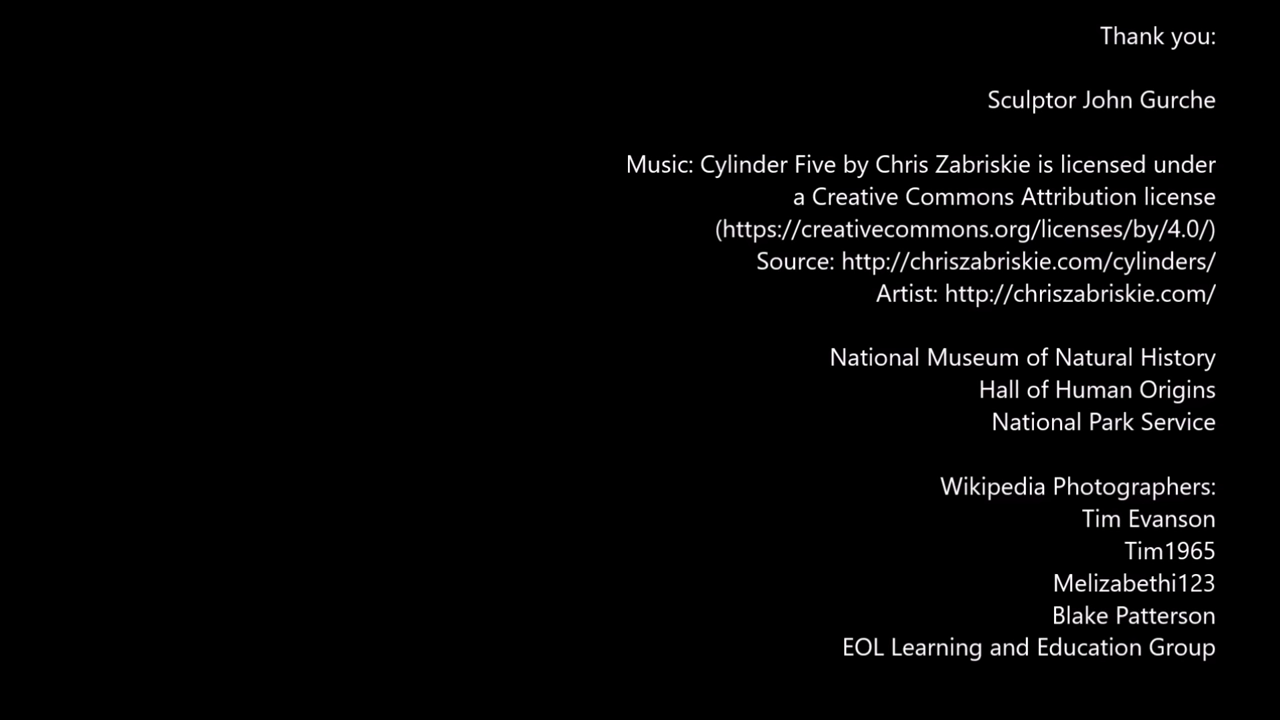 Thank you:
Sculptor John Gurche
Music: Cylinder Five by Chris Zabriskie is licensed under
a Creative Commons Attribution license
(https://creativecommons.org/licenses/by/4.0/)
Source: http://chriszabriskie.com/cylinders/
Artist: http://chriszabriskie.com/
National Museum of Natural History
Hall of Human Origins
National Park Service
Wikipedia Photographers:
Tim Evanson
Tim1965
Melizabethi123
Blake Patterson
EOL Learning and Education Group